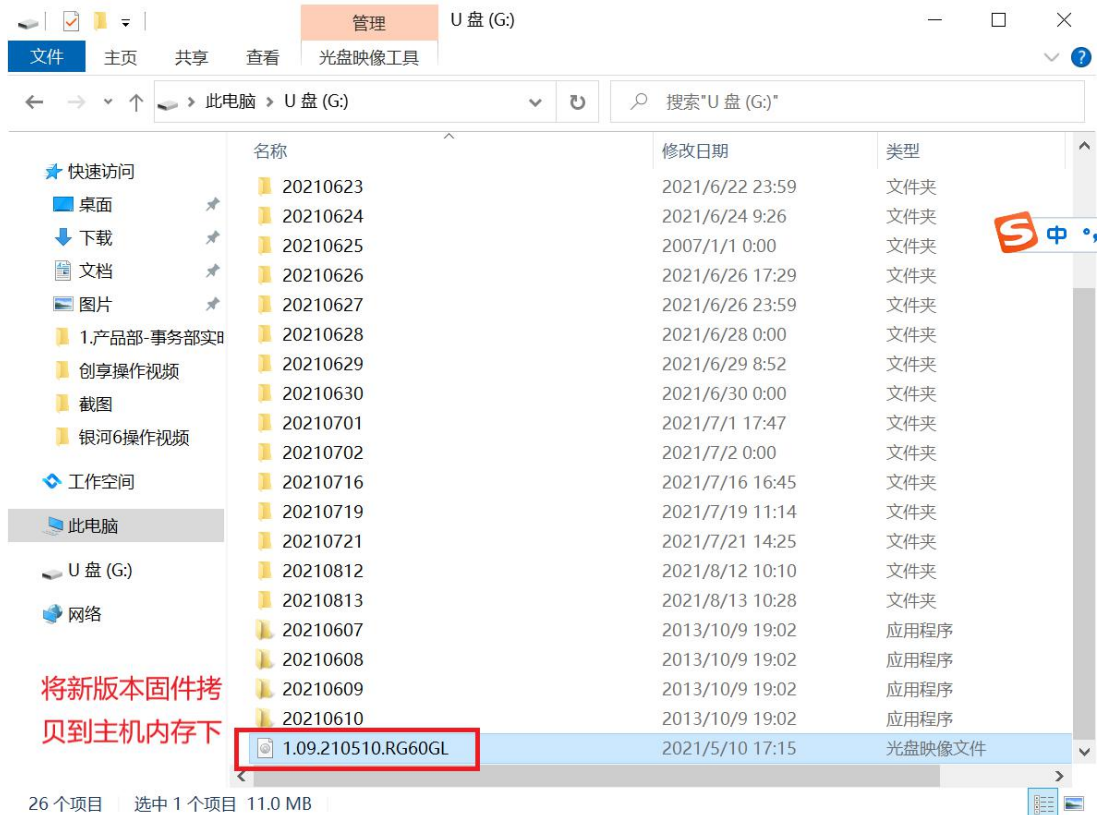 管理
U 盘 (G:)
文件 主页 共享 查看 光盘映像工具
此电脑 U 盘 (G:) 搜索"U 盘 (G:)"
名称 修改日期 类型
快速访问
桌面
下载
文档
图片
1.产品部-事务部实
创享操作视频
截图
银河6操作视频
工作空间
此电脑
U 盘 (G:)
网络
20210623 2021/6/22 23:59 文件夹
20210624 2021/6/24 9:26 文件夹
20210625 2007/1/1 0:00 文件夹
20210626 2021/6/26 17:29 文件夹
20210627 2021/6/26 23:59 文件夹
20210628 2021/6/28 0:00 文件夹
20210629 2021/6/29 8:52 文件夹
20210630 2021/6/30 0:00 文件夹
20210701 2021/7/1 17:47 文件夹
20210702 2021/7/2 0:00 文件夹
20210716 2021/7/16 16:45 文件夹
20210719 2021/7/19 11:14 文件夹
20210721 2021/7/21 14:25 文件夹
20210812 2021/8/12 10:10 文件夹
20210813 2021/8/13 10:28 文件夹
20210607 2013/10/9 19:02 应用程序
20210608 2013/10/9 19:02 应用程序
20210609 2013/10/9 19:02 应用程序
20210610 2013/10/9 19:02 应用程序
1.09.210510.RG60GL 2021/5/10 17:15 光盘映像文件
中 °,
将新版本固件拷
贝到主机内存下
26 个项目 选中 1 个项目 11.0 MB